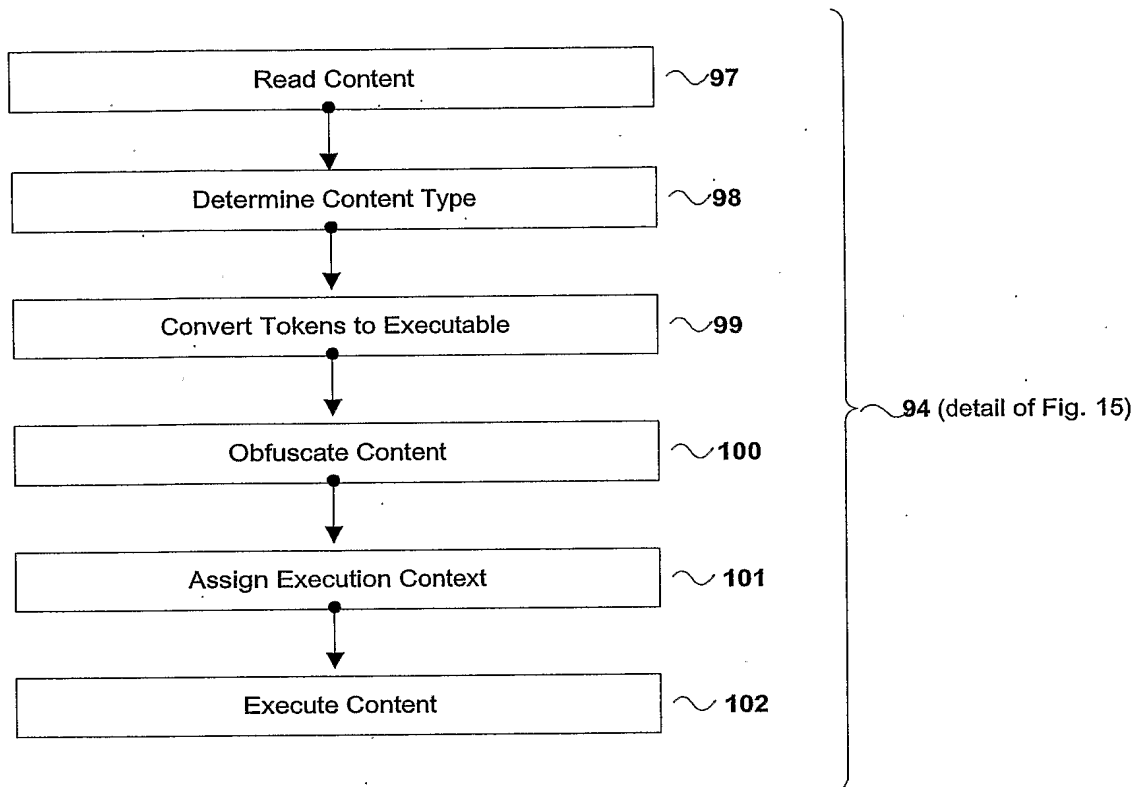 Read Content 97
Determine Content Type 98
Convert Tokens to Executable 99
94 (detail of Fig. 15)
Obfuscate Content 100
Assign Execution Context 101
Execute Content 102